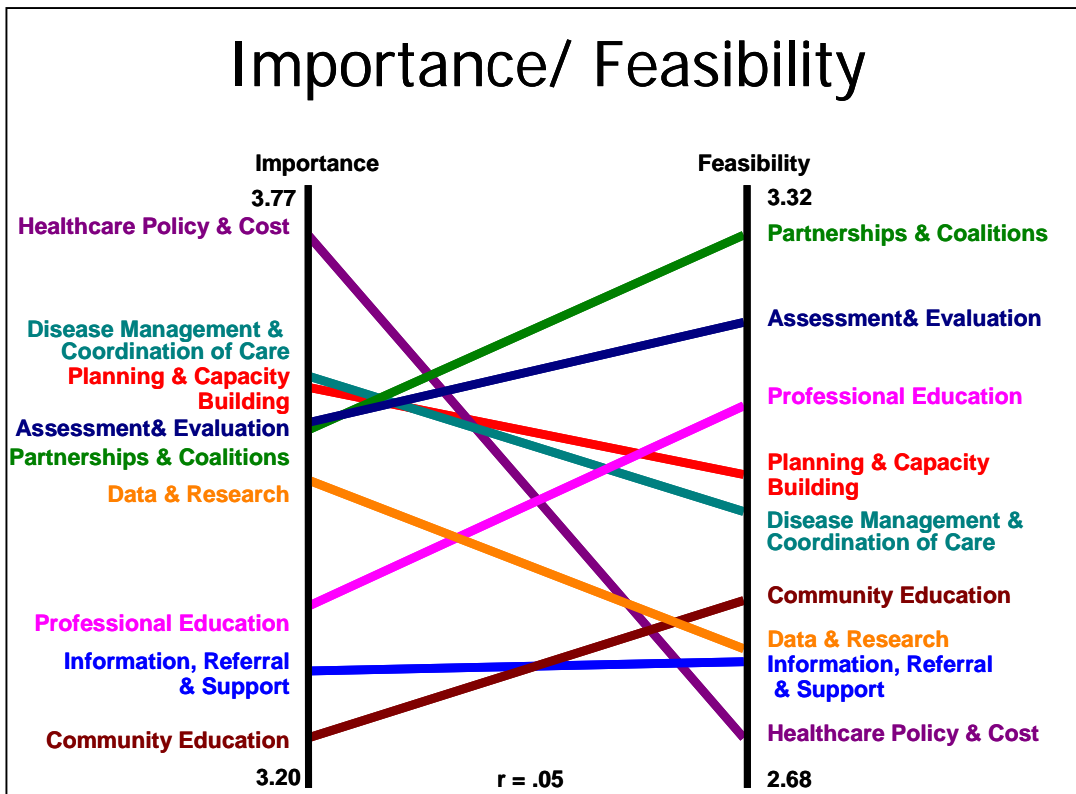 Importance/ Feasibility
Importance
3.77
Healthcare Policy & Cost
Disease Management &
Coordination of Care
Planning & Capacity
Building
Assessment& Evaluation
Partnerships & Coalitions
Data & Research
Professional Education
Information, Referral
& Support
Community Education
3.20
r = .05
Feasibility
3.32
Partnerships & Coalitions
Assessment& Evaluation
Professional Education
Planning & Capacity
Building
Disease Management &
Coordination of Care
Community Education
Data & Research
Information, Referral
& Support
Healthcare Policy & Cost
2.68